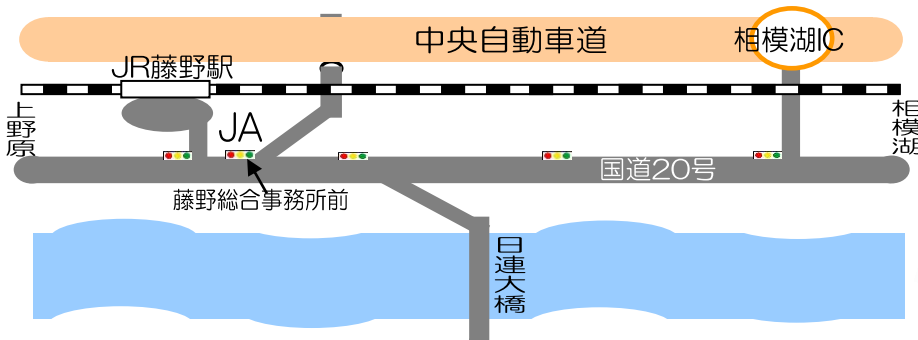 中央自動車道
相模湖IC
JR藤野駅
上野原
JA
相模湖
国道20号
藤野総合事務所前
日連大橋